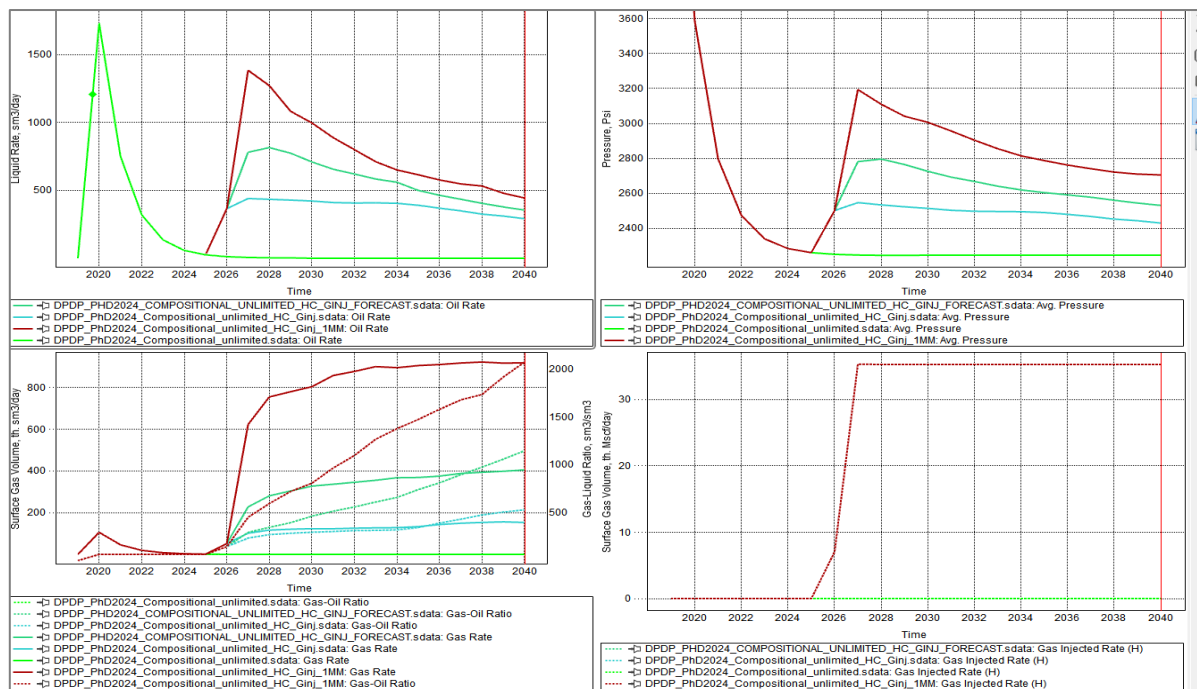 1500
1000
500
Liquid Rate, sm3/day
2020 2022 2024 2026 2028 2030 2032 2034 2036 2038 2040
Time
DPDP_PHD2024_COMPOSITIONAL_UNLIMITED_HC_GINJ_FORECAST.sdata: Oil Rate
DPDP_PhD2024_Compositional_unlimited_HC_Ginj.sdata: Oil Rate
DPDP_PhD2024_Compositional_unlimited_HC_Ginj_1MM: Oil Rate
DPDP_PhD2024_Compositional_unlimited.sdata: Oil Rate
3600
3400
3200
3000
2800
2600
2400
Pressure, Psi
2020 2022 2024 2026 2028 2030 2032 2034 2036 2038 2040
Time
DPDP_PHD2024_COMPOSITIONAL_UNLIMITED_HC_GINJ_FORECAST.sdata: Avg. Pressure
DPDP_PhD2024_Compositional_unlimited_HC_Ginj.sdata: Avg. Pressure
DPDP_PhD2024_Compositional_unlimited.sdata: Avg. Pressure
DPDP_PhD2024_Compositional_unlimited_HC_Ginj_1MM: Avg. Pressure
800
600
400
200
Surface Gas Volume, th. sm3/day
2000
1500
1000
500
Gas-Liquid Ratio, sm3/sm3
2020 2022 2024 2026 2028 2030 2032 2034 2036 2038 2040
Time
DPDP_PhD2024_Compositional_unlimited.sdata: Gas-Oil Ratio
DPDP_PHD2024_COMPOSITIONAL_UNLIMITED_HC_GINJ_FORECAST.sdata: Gas-Oil Ratio
DPDP_PhD2024_Compositional_unlimited_HC_Ginj.sdata: Gas-Oil Ratio
DPDP_PHD2024_COMPOSITIONAL_UNLIMITED_HC_GINJ_FORECAST.sdata: Gas Rate
DPDP_PhD2024_Compositional_unlimited_HC_Ginj.sdata: Gas Rate
DPDP_PhD2024_Compositional_unlimited.sdata: Gas Rate
DPDP_PhD2024_Compositional_unlimited_HC_Ginj_1MM: Gas Rate
DPDP_PhD2024_Compositional_unlimited_HC_Ginj_1MM: Gas-Oil Ratio
30
20
10
0
Surface Gas Volume, th. Mscf/day
2020 2022 2024 2026 2028 2030 2032 2034 2036 2038 2040
Time
DPDP_PHD2024_COMPOSITIONAL_UNLIMITED_HC_GINJ_FORECAST.sdata: Gas Injected Rate (H)
DPDP_PhD2024_Compositional_unlimited_HC_Ginj.sdata: Gas Injected Rate (H)
DPDP_PhD2024_Compositional_unlimited.sdata: Gas Injected Rate (H)
DPDP_PhD2024_Compositional_unlimited_HC_Ginj_1MM: Gas Injected Rate (H)